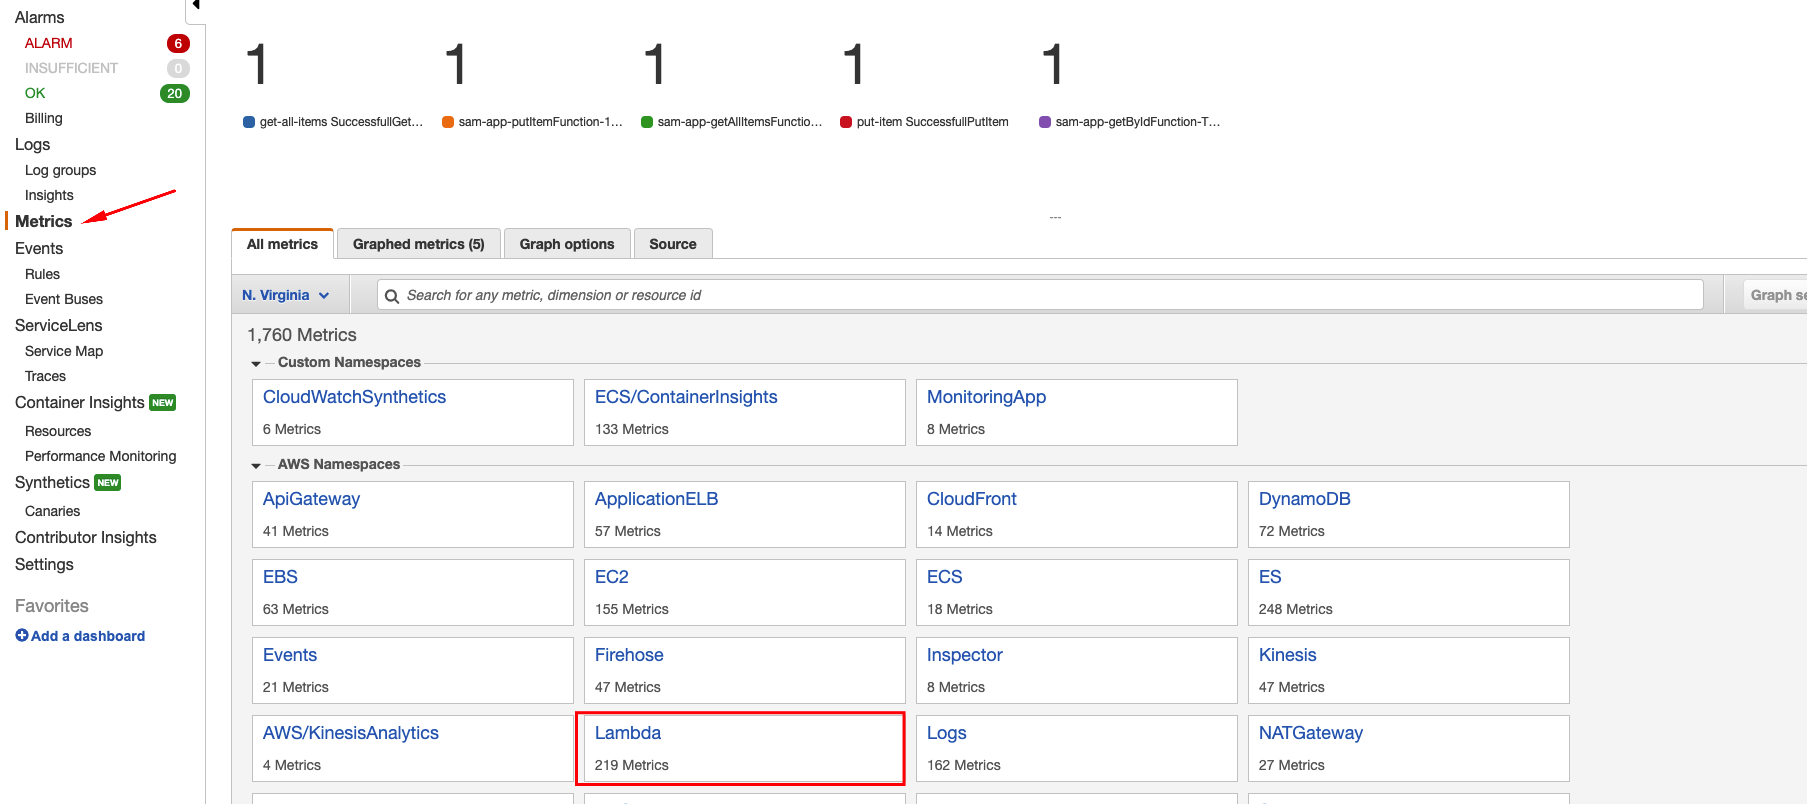 Alarms
ALARM 6
INSUFFICIENT 0
OK 20
Billing
Logs
Log groups
Insights
Metrics
Events
Rules
Event Buses
ServiceLens
Service Map
Traces
Container Insights NEW
Resources
Performance Monitoring
Synthetics NEW
Canaries
Contributor Insights
Settings
Favorites
Add a dashboard
1 1 1 1 1
get-all-items SuccessfullGet... sam-app-putItemFunction-1... sam-app-getAllItemsFunctio... put-item SuccessfullPutItem sam-app-getByIdFunction-T...
---
All metrics Graphed metrics (5) Graph options Source
N. Virginia Search for any metric, dimension or resource id Graph se
1,760 Metrics
Custom Namespaces
CloudWatchSynthetics ECS/ContainerInsights MonitoringApp
6 Metrics 133 Metrics 8 Metrics
AWS Namespaces
ApiGateway ApplicationELB CloudFront DynamoDB
41 Metrics 57 Metrics 14 Metrics 72 Metrics
EBS EC2 ECS ES
63 Metrics 155 Metrics 18 Metrics 248 Metrics
Events Firehose Inspector Kinesis
21 Metrics 47 Metrics 8 Metrics 47 Metrics
AWS/KinesisAnalytics Lambda Logs NATGateway
4 Metrics 219 Metrics 162 Metrics 27 Metrics